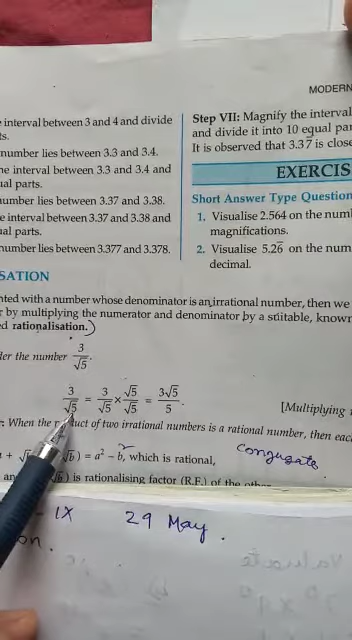 MODERN
e interval between 3 and 4 and divide
ts.
number lies between 3.3 and 3.4.
he interval between 3.3 and 3.4 and
ual parts.
number lies between 3.37 and 3.38.
e interval between 3.37 and 3.38 and
ual parts.
number lies between 3.377 and 3.378.
Step VII: Magnify the interval
and divide it into 10 equal par
It is observed that 3.37̅ is close
EXERCIS
Short Answer Type Question
1. Visualise 2.564 on the num
magnifications.
2. Visualise 5.26̅ on the num
decimal.
SATION
nted with a number whose denominator is an irrational number, then we
r by multiplying the numerator and denominator by a suitable, known
ed rationalisation.)
der the number 3/√5.
3/√5 = 3/√5 × √5/√5 = 3√5/5.
[Multiplying
: When the product of two irrational numbers is a rational number, then eac
√b) = a² – b, which is rational,
conjugate
is rationalising factor (R.F.) of the other
- IX 29 May.
on.